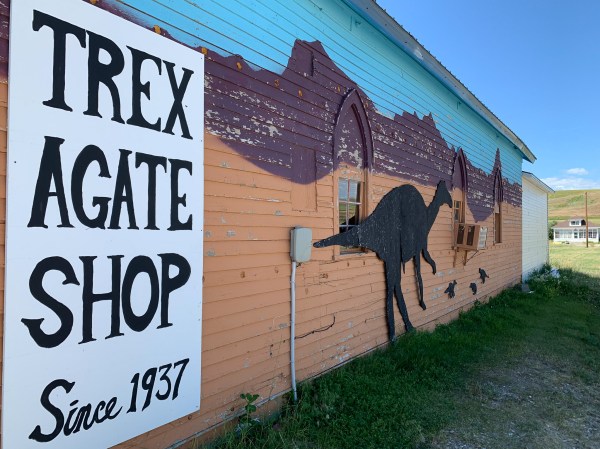 TREX
AGATE
SHOP
Since 1937